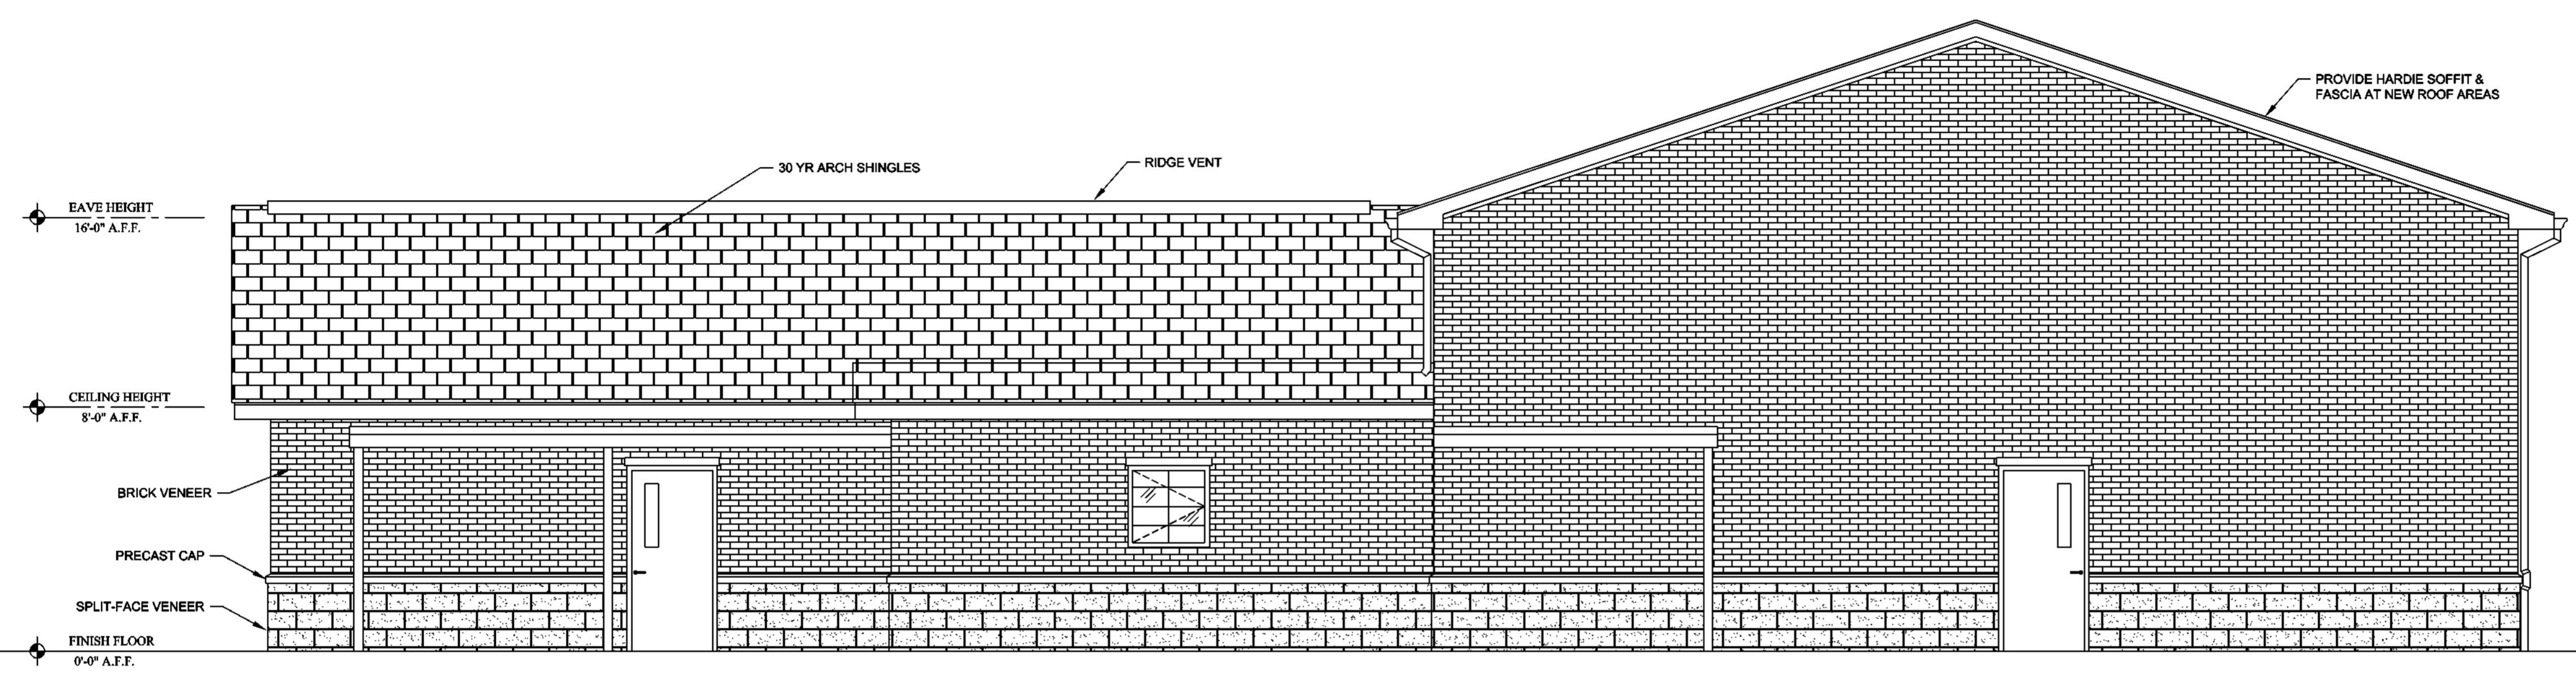 PROVIDE HARDIE SOFFIT &
FASCIA AT NEW ROOF AREAS
30 YR ARCH SHINGLES
RIDGE VENT
EAVE HEIGHT
16'-0" A.F.F.
CEILING HEIGHT
8'-0" A.F.F.
BRICK VENEER
PRECAST CAP
SPLIT-FACE VENEER
FINISH FLOOR
0'-0" A.F.F.